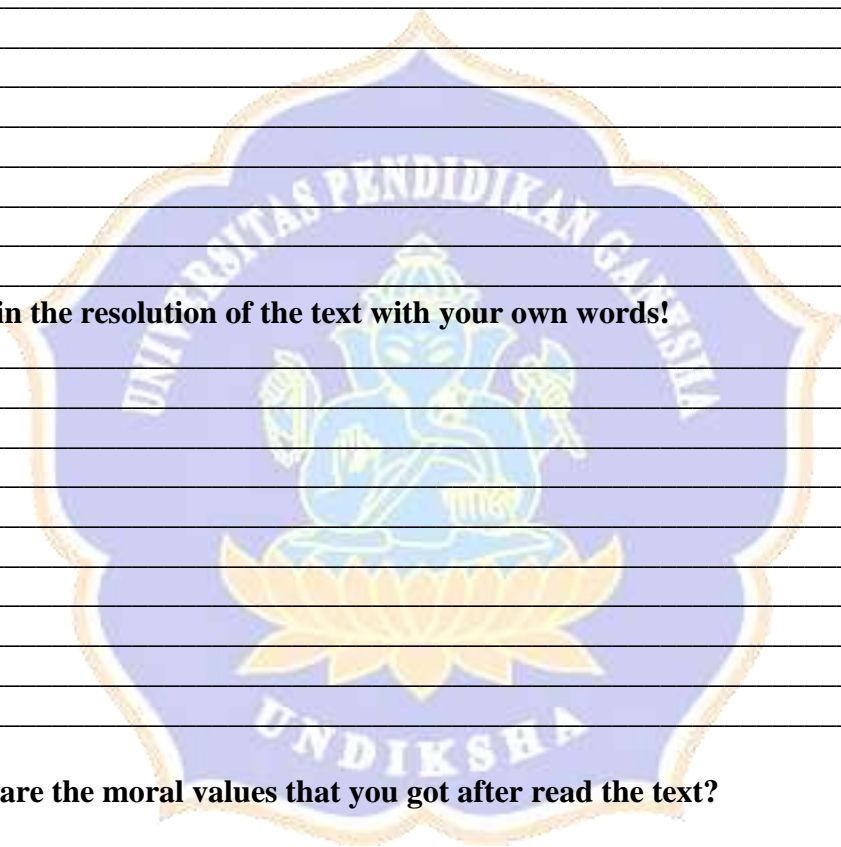 UNIVERSITAS PENDIDIKAN GANESHA
in the resolution of the text with your own words!
UNDIKSHA
are the moral values that you got after read the text?